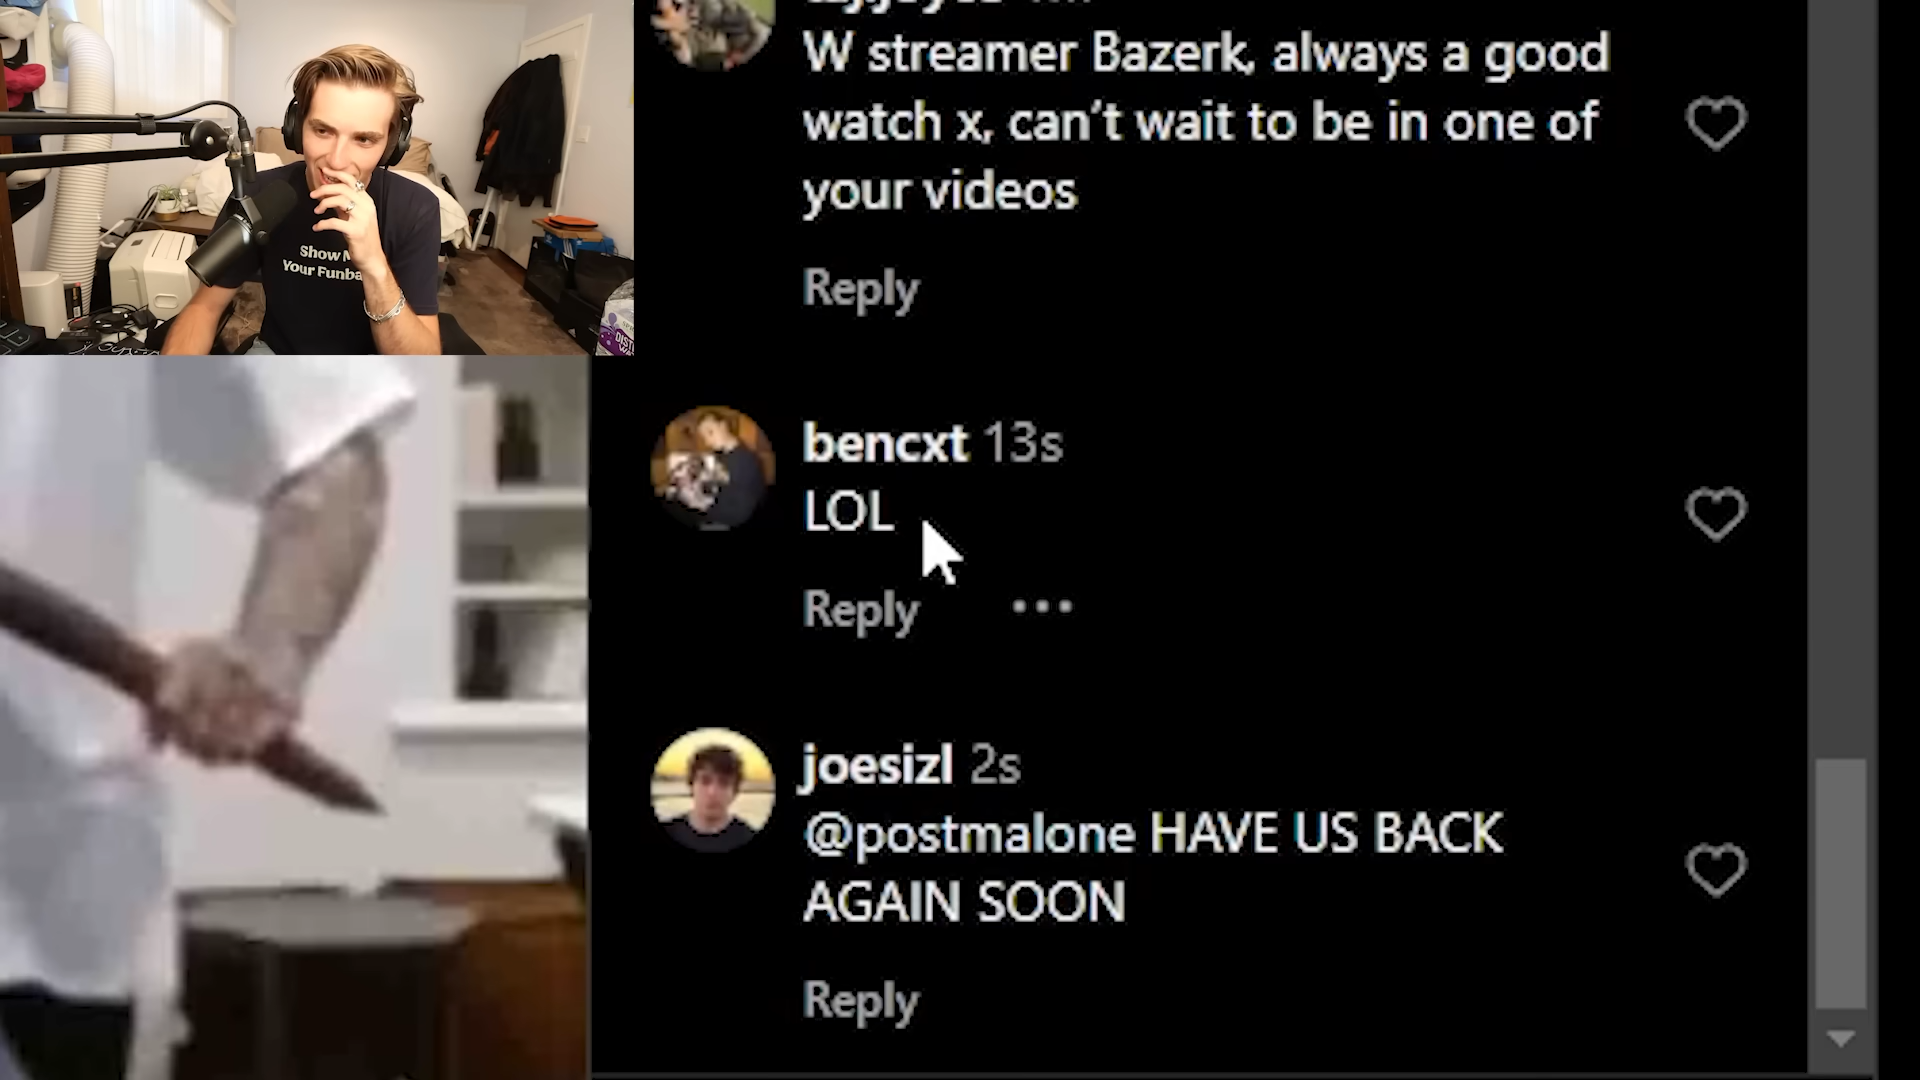 W streamer Bazerk, always a good
watch x, can't wait to be in one of
your videos
Reply
bencxt 13s
LOL
Reply
joesizl 2s
@postmalone HAVE US BACK
AGAIN SOON
Reply
Show
Your